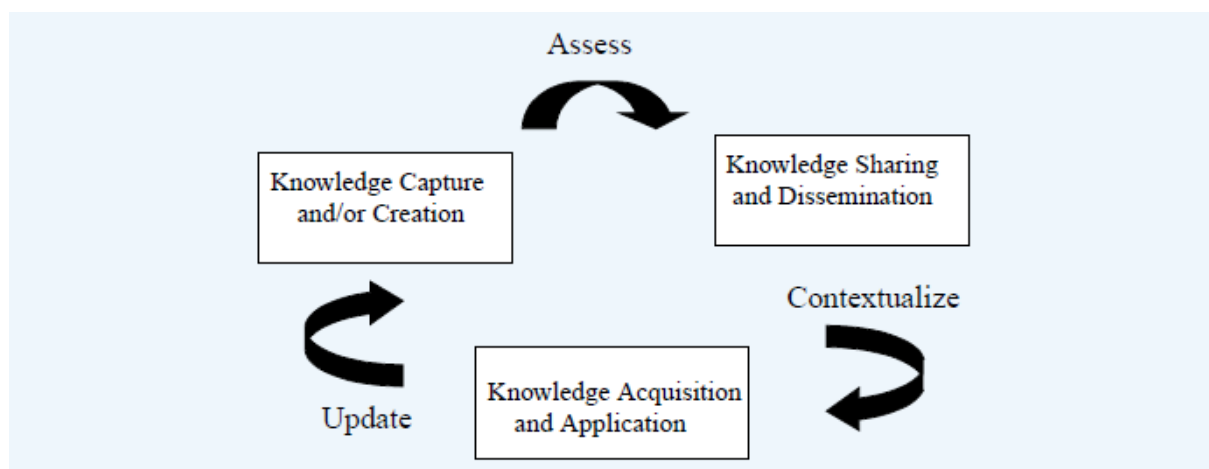 Assess
Knowledge Capture
and/or Creation
Knowledge Sharing
and Dissemination
Contextualize
Knowledge Acquisition
and Application
Update